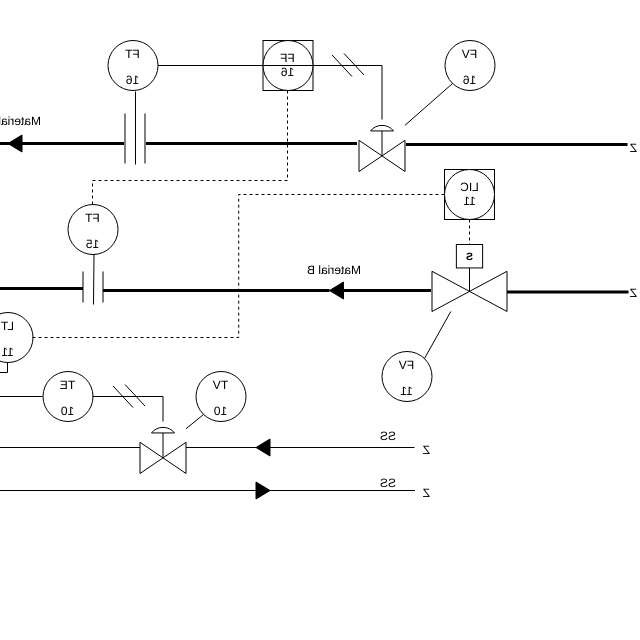 FT
16
FF
16
FV
16
Material
Z
LIC
11
FT
15
S
Material B
Z
LT
11
FV
11
TE
10
TV
10
SS
Z
SS
Z